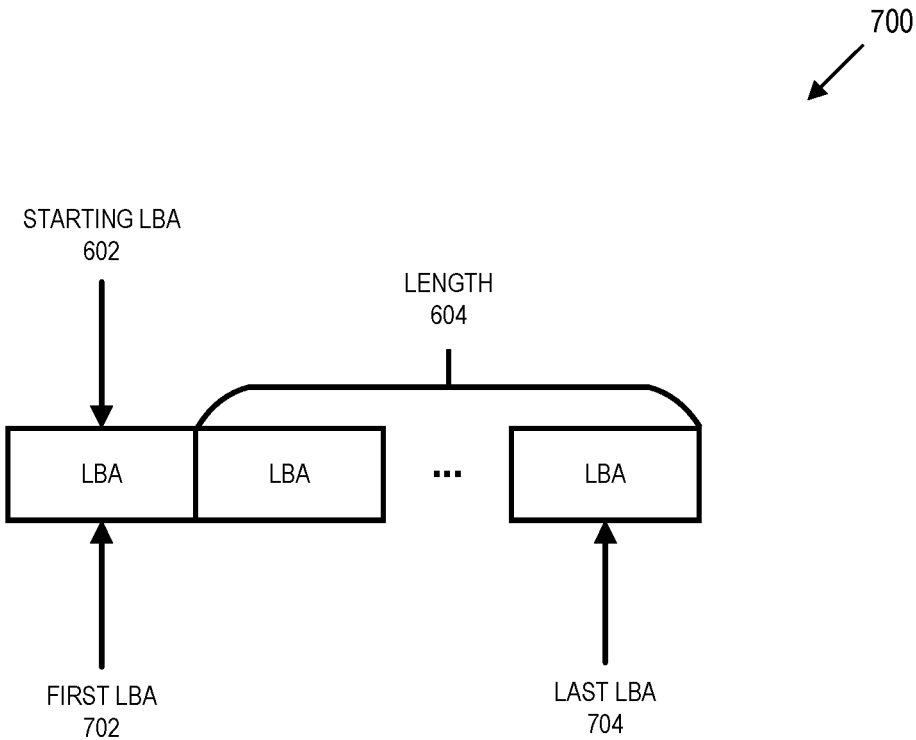 700
STARTING LBA
602
LENGTH
604
LBA
LBA
...
LBA
FIRST LBA
702
LAST LBA
704